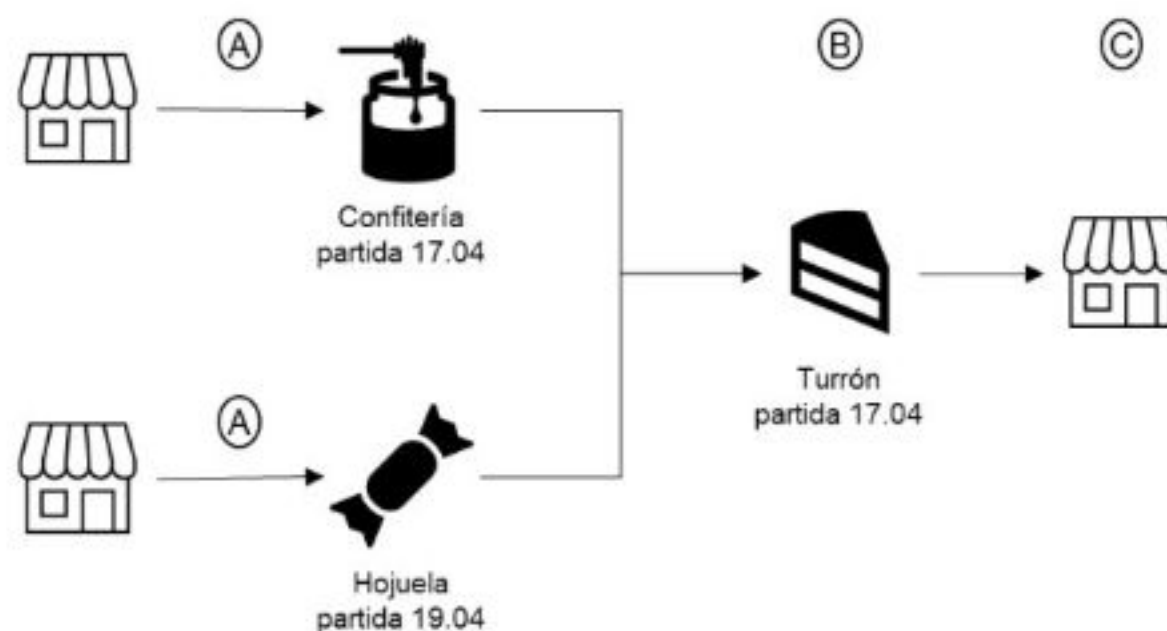 A
B
C
Confitería
partida 17.04
Turrón
partida 17.04
A
Hojuela
partida 19.04